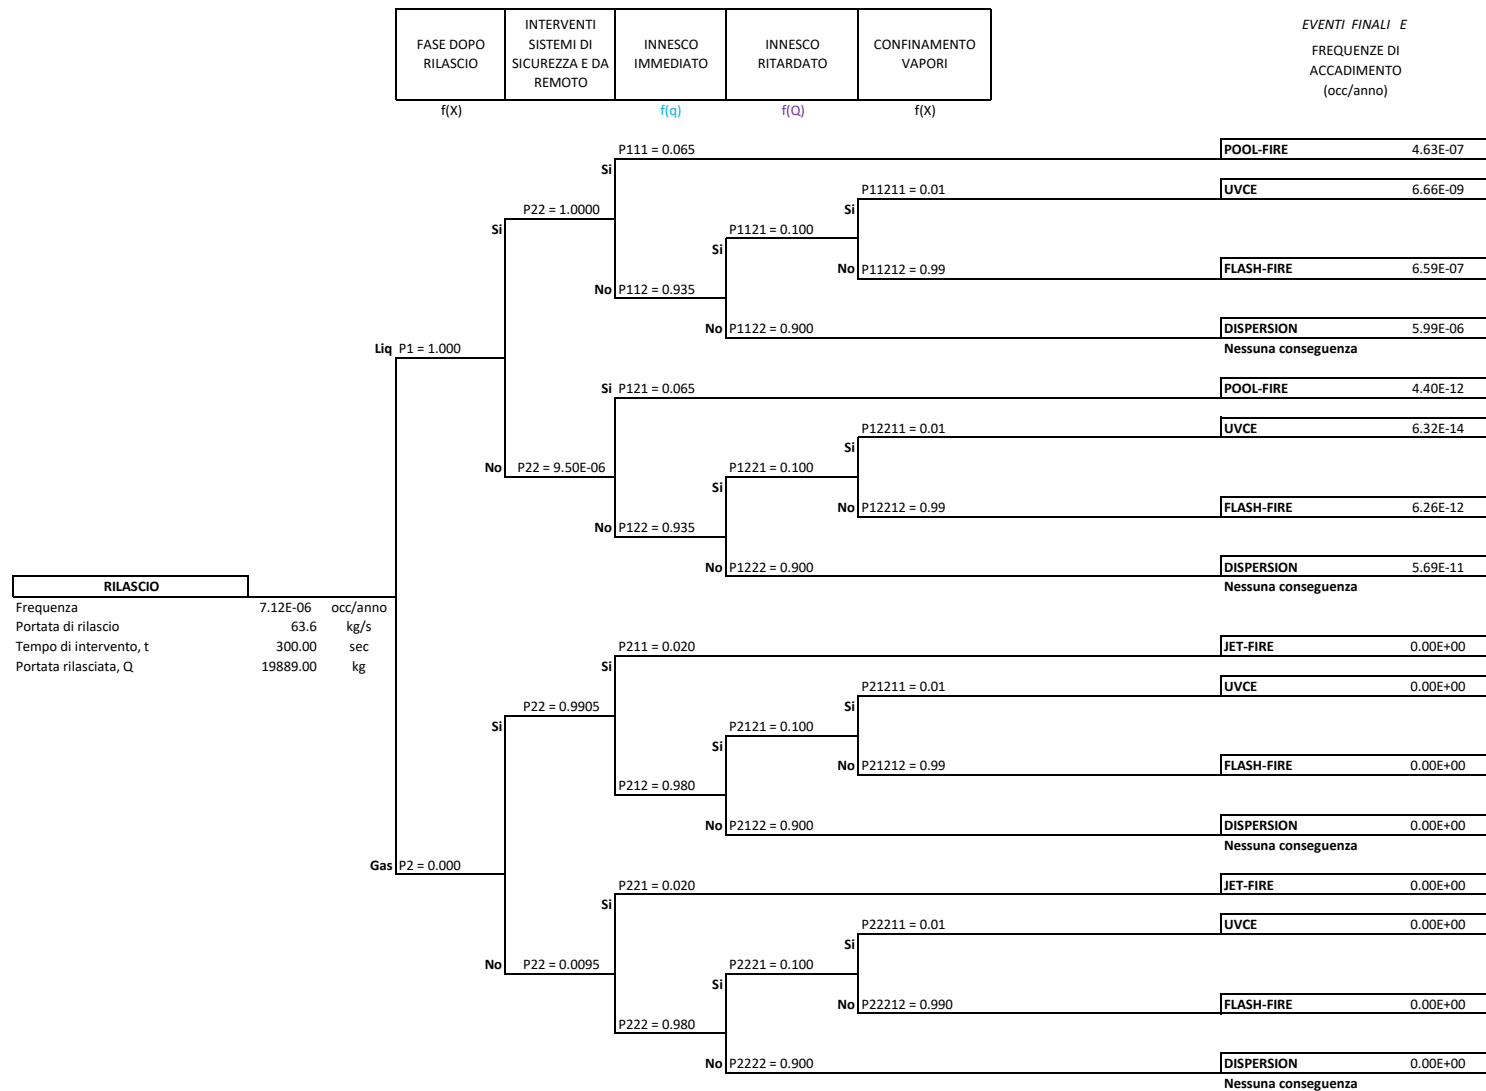 FASE DOPO
RILASCIO
INTERVENTI
SISTEMI DI
SICUREZZA E DA
REMOTO
INNESCO
IMMEDIATO
INNESCO
RITARDATO
CONFINAMENTO
VAPORI
EVENTI FINALI E
FREQUENZE DI
ACCADIMENTO
(occ/anno)
f(X)
f(q)
f(Q)
f(X)
P111 = 0.065
POOL-FIRE 4.63E-07
Si
P11211 = 0.01
UVCE 6.66E-09
P22 = 1.0000
Si
Si
P1121 = 0.100
Si
No P11212 = 0.99
FLASH-FIRE 6.59E-07
No P112 = 0.935
No P1122 = 0.900
DISPERSION 5.99E-06
Nessuna conseguenza
Liq P1 = 1.000
Si P121 = 0.065
POOL-FIRE 4.40E-12
P12211 = 0.01
UVCE 6.32E-14
Si
No P22 = 9.50E-06
P1221 = 0.100
Si
No P12212 = 0.99
FLASH-FIRE 6.26E-12
No P122 = 0.935
No P1222 = 0.900
DISPERSION 5.69E-11
Nessuna conseguenza
RILASCIO
Frequenza 7.12E-06 occ/anno
Portata di rilascio 63.6 kg/s
Tempo di intervento, t 300.00 sec
Portata rilasciata, Q 19889.00 kg
P211 = 0.020
JET-FIRE 0.00E+00
Si
P21211 = 0.01
UVCE 0.00E+00
P22 = 0.9905
Si
Si
P2121 = 0.100
Si
No P21212 = 0.99
FLASH-FIRE 0.00E+00
P212 = 0.980
No P2122 = 0.900
DISPERSION 0.00E+00
Nessuna conseguenza
Gas P2 = 0.000
P221 = 0.020
JET-FIRE 0.00E+00
Si
P22211 = 0.01
UVCE 0.00E+00
Si
No P22 = 0.0095
P2221 = 0.100
Si
No P22212 = 0.990
FLASH-FIRE 0.00E+00
P222 = 0.980
No P2222 = 0.900
DISPERSION 0.00E+00
Nessuna conseguenza